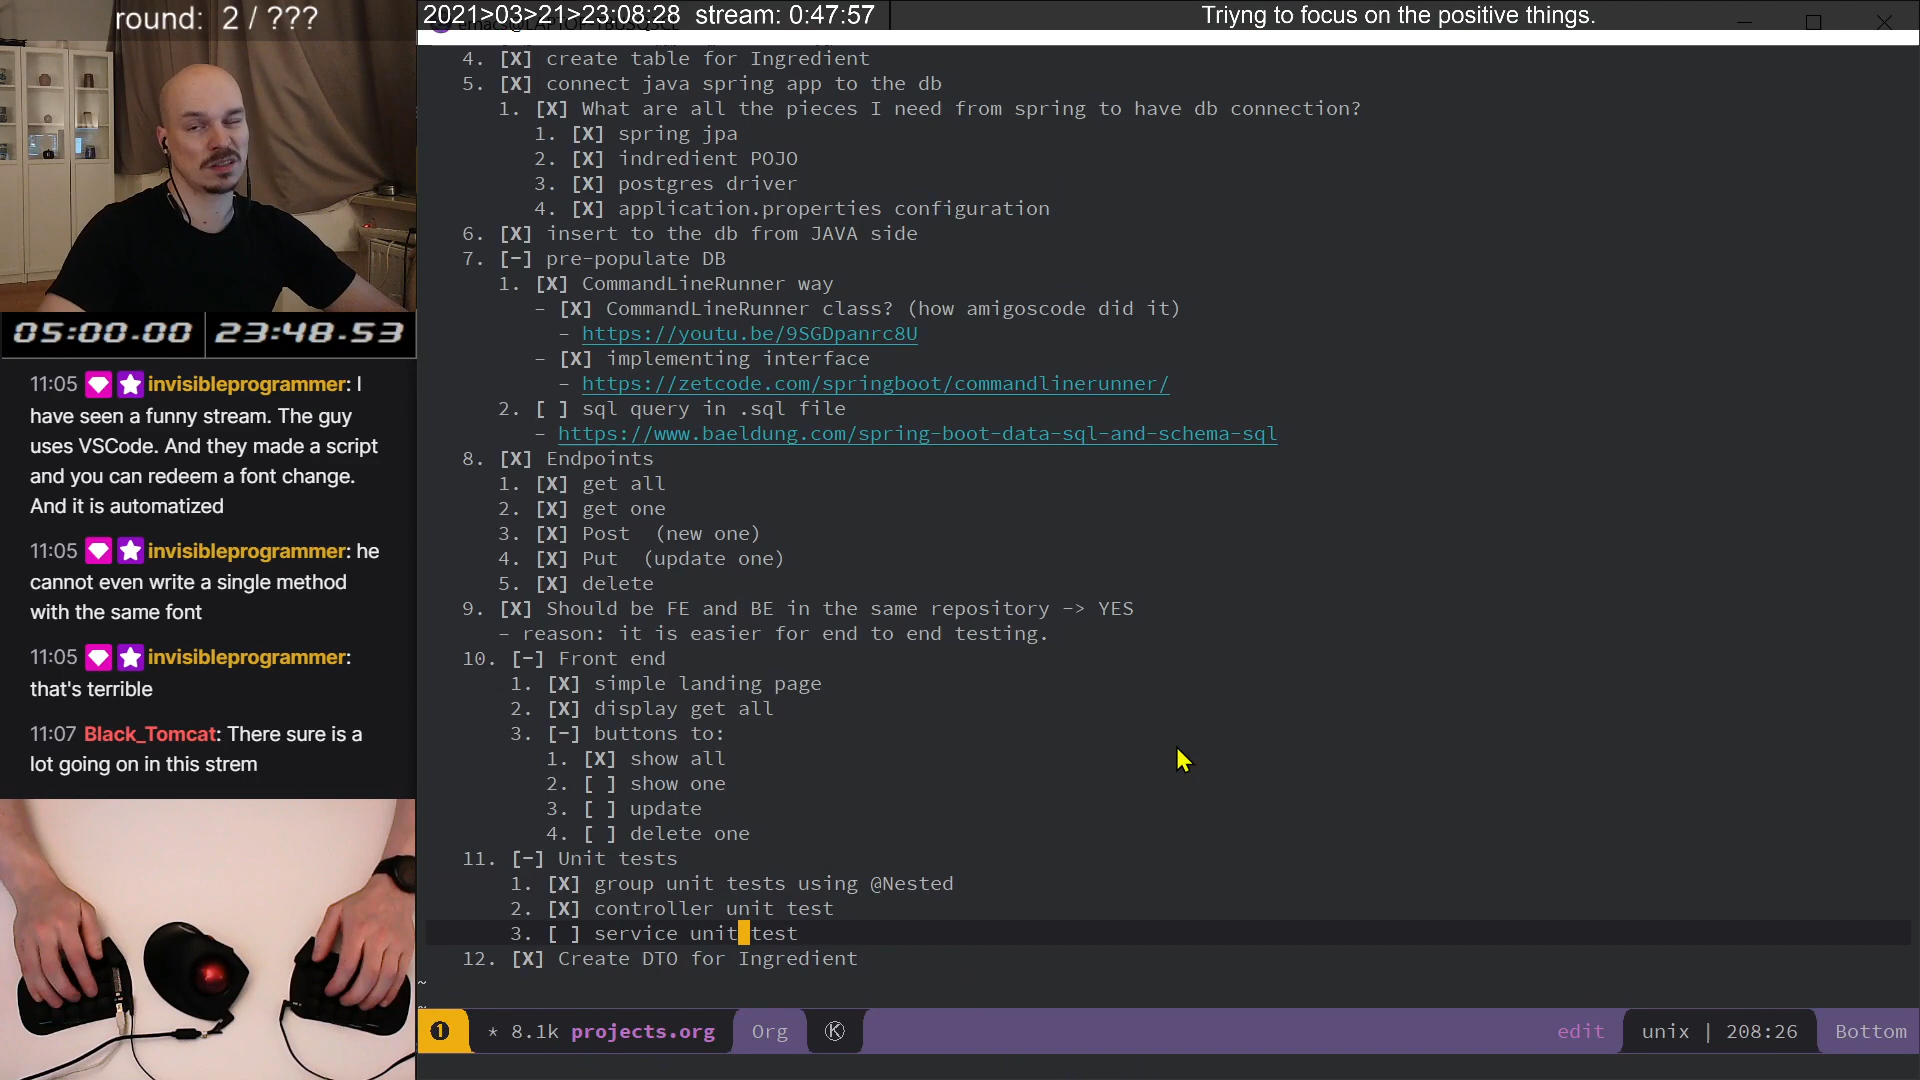 round: 2 / ???
2021>03>21>23:08:28 stream: 0:47:57
Triyng to focus on the positive things.
05:00.00
23:48.53
11:05 invisibleprogrammer: I
have seen a funny stream. The guy
uses VSCode. And they made a script
and you can redeem a font change.
And it is automatized
11:05 invisibleprogrammer: he
cannot even write a single method
with the same font
11:05 invisibleprogrammer:
that's terrible
11:07 Black_Tomcat: There sure is a
lot going on in this strem
4. [X] create table for Ingredient
5. [X] connect java spring app to the db
1. [X] What are all the pieces I need from spring to have db connection?
1. [X] spring jpa
2. [X] indredient POJO
3. [X] postgres driver
4. [X] application.properties configuration
6. [X] insert to the db from JAVA side
7. [-] pre-populate DB
1. [X] CommandLineRunner way
- [X] CommandLineRunner class? (how amigoscode did it)
- https://youtu.be/9SGDpanrc8U
- [X] implementing interface
- https://zetcode.com/springboot/commandlinerunner/
2. [ ] sql query in .sql file
- https://www.baeldung.com/spring-boot-data-sql-and-schema-sql
8. [X] Endpoints
1. [X] get all
2. [X] get one
3. [X] Post (new one)
4. [X] Put (update one)
5. [X] delete
9. [X] Should be FE and BE in the same repository -> YES
- reason: it is easier for end to end testing.
10. [-] Front end
1. [X] simple landing page
2. [X] display get all
3. [-] buttons to:
1. [X] show all
2. [ ] show one
3. [ ] update
4. [ ] delete one
11. [-] Unit tests
1. [X] group unit tests using @Nested
2. [X] controller unit test
3. [ ] service unit test
12. [X] Create DTO for Ingredient
~
~
1 * 8.1k projects.org Org K edit unix | 208:26 Bottom